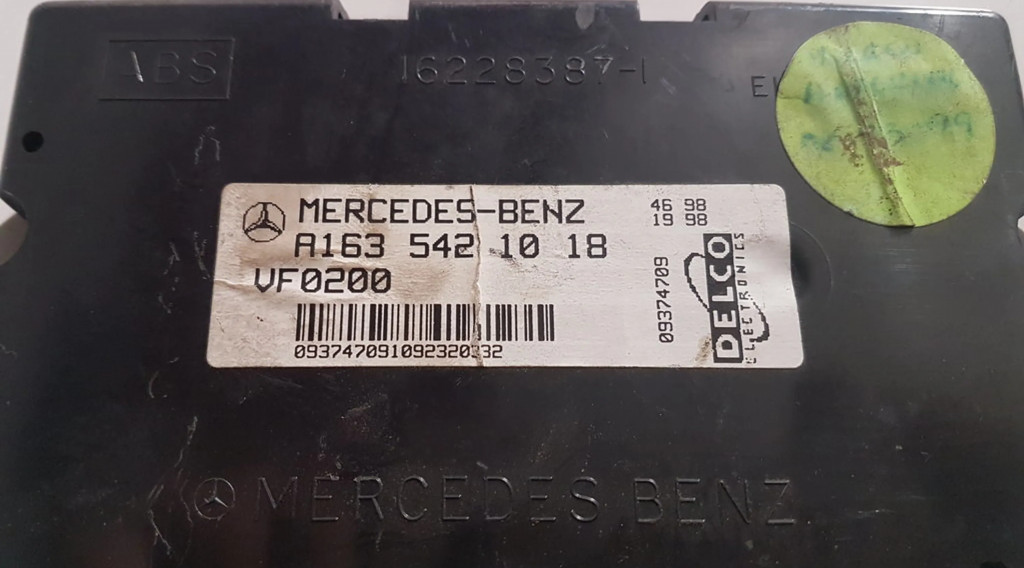 ABS
16228387-1
MERCEDES-BENZ
A163 542 10 18
VF0200
093747091092320332
46 98
19 98
09374709
DELCO
ELECTRONICS
MERCEDES BENZ